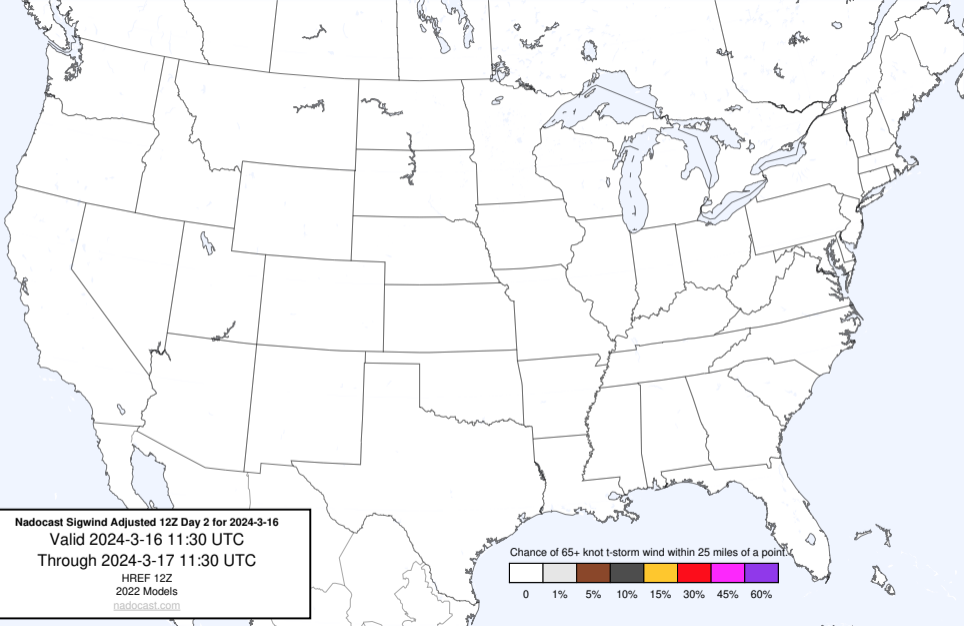 Nadocast Sigwind Adjusted 12Z Day 2 for 2024-3-16
Valid 2024-3-16 11:30 UTC
Through 2024-3-17 11:30 UTC
HREF 12Z
2022 Models
nadocast.com
Chance of 65+ knot t-storm wind within 25 miles of a point.
0 1% 5% 10% 15% 30% 45% 60%